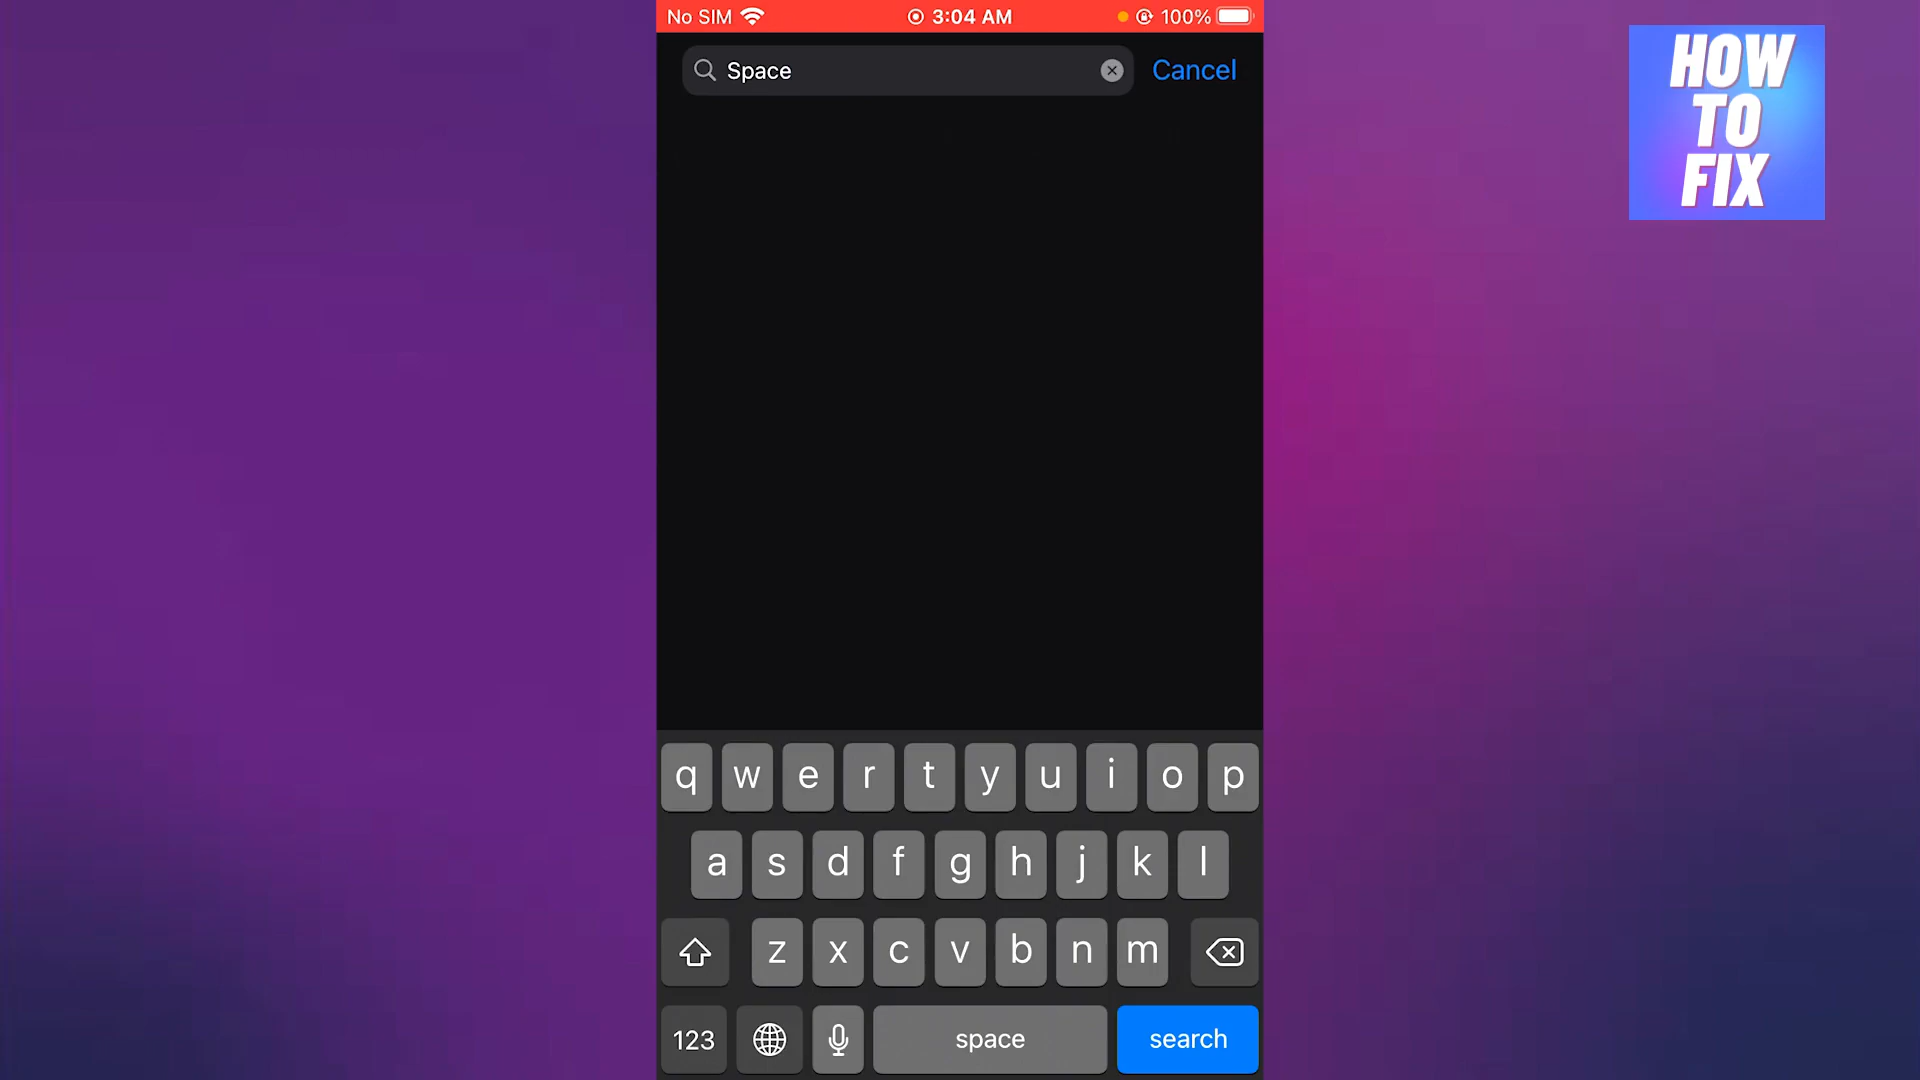 No SIM 3:04 AM 100%
Space Cancel
HOW
TO
FIX
q w e r t y u i o p
a s d f g h j k l
z x c v b n m
123 space search